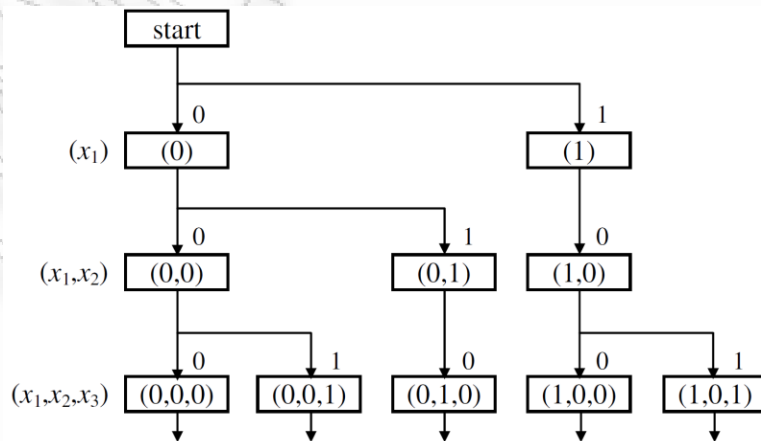 start
0 1
(x₁) (0) (1)
0 1 0
(x₁,x₂) (0,0) (0,1) (1,0)
0 1 0 0 1
(x₁,x₂,x₃) (0,0,0) (0,0,1) (0,1,0) (1,0,0) (1,0,1)